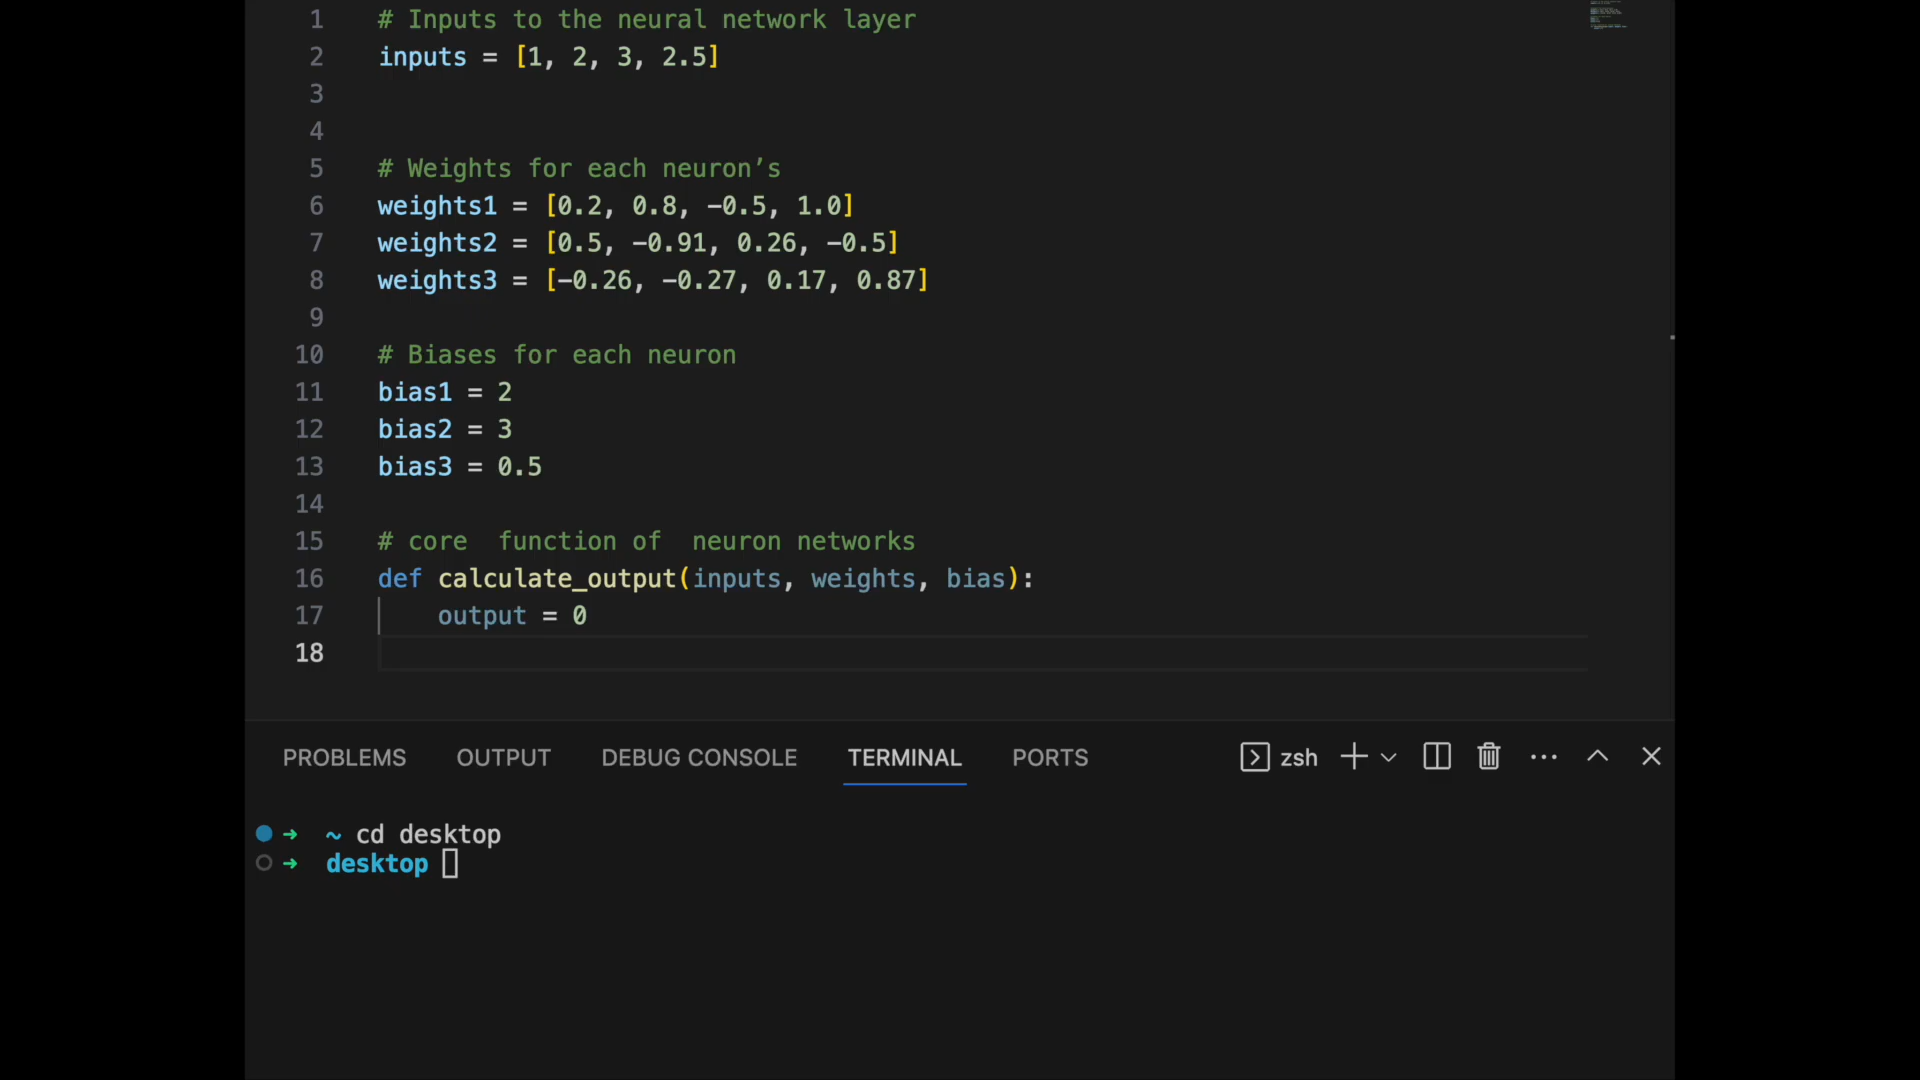 1 # Inputs to the neural network layer
2 inputs = [1, 2, 3, 2.5]
3
4
5 # Weights for each neuron’s
6 weights1 = [0.2, 0.8, −0.5, 1.0]
7 weights2 = [0.5, −0.91, 0.26, −0.5]
8 weights3 = [−0.26, −0.27, 0.17, 0.87]
9
10 # Biases for each neuron
11 bias1 = 2
12 bias2 = 3
13 bias3 = 0.5
14
15 # core  function of  neuron networks
16 def calculate_output(inputs, weights, bias):
17     output = 0
18
PROBLEMS OUTPUT DEBUG CONSOLE TERMINAL PORTS zsh
➜ ~ cd desktop
➜ desktop